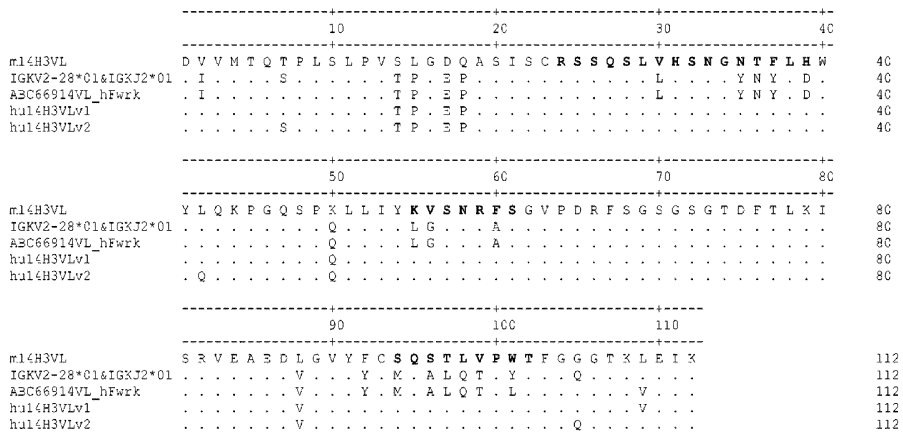 10 20 30 40
m14H3VL D V V M T Q T P L S L P V S L G D Q A S I S C R S S Q S L V H S N G N T F L H W 40
IGKV2-28*01&IGKJ2*01 . I . . . . S . . . . . . T P . E P . . . . . . . . . . . L . . . . Y N Y . D . 40
ABC66914VL_hFwrk . I . . . . . . . . . . . T P . E P . . . . . . . . . . . L . . . . Y N Y . D . 40
hu14H3VLv1 . . . . . . . . . . . . . T P . E P . . . . . . . . . . . . . . . . . . . . . . 40
hu14H3VLv2 . . . . . . S . . . . . . T P . E P . . . . . . . . . . . . . . . . . . . . . . 40
50 60 70 80
m14H3VL Y L Q K P G Q S P K L L I Y K V S N R F S G V P D R F S G S G S G T D F T L K I 80
IGKV2-28*01&IGKJ2*01 . . . . . . . . . Q . . . . L G . . . A . . . . . . . . . . . . . . . . . . . . 80
ABC66914VL_hFwrk . . . . . . . . . Q . . . . L G . . . A . . . . . . . . . . . . . . . . . . . . 80
hu14H3VLv1 . . . . . . . . . Q . . . . . . . . . . . . . . . . . . . . . . . . . . . . . . 80
hu14H3VLv2 . Q . . . . . . . Q . . . . . . . . . . . . . . . . . . . . . . . . . . . . . . 80
90 100 110
m14H3VL S R V E A E D L G V Y F C S Q S T L V P W T F G G G T K L E I K 112
IGKV2-28*01&IGKJ2*01 . . . . . . . V . . . Y . M . A L Q T . Y . . . Q . . . . . . . 112
ABC66914VL_hFwrk . . . . . . . V . . . Y . M . A L Q T . L . . . . . . . V . . . 112
hu14H3VLv1 . . . . . . . V . . . . . . . . . . . . . . . . . . . . V . . . 112
hu14H3VLv2 . . . . . . . V . . . . . . . . . . . . . . . . Q . . . . . . . 112